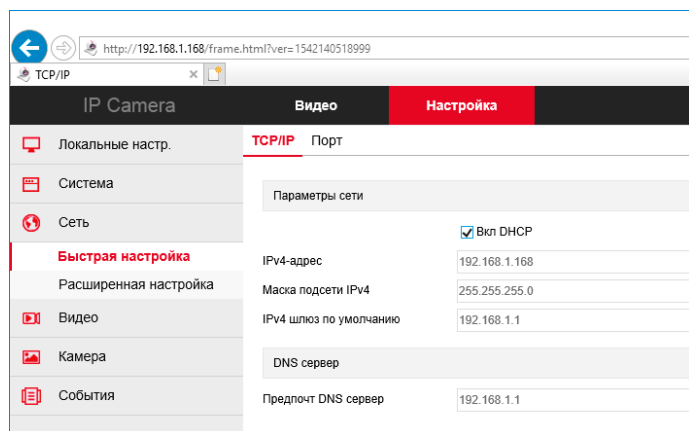 http://192.168.1.168/frame.html?ver=1542140518999
TCP/IP
IP Camera Видео Настройка
Локальные настр.
Система
Сеть
Быстрая настройка
Расширенная настройка
Видео
Камера
События
TCP/IP Порт
Параметры сети
Вкл DHCP
IPv4-адрес 192.168.1.168
Маска подсети IPv4 255.255.255.0
IPv4 шлюз по умолчанию 192.168.1.1
DNS сервер
Предпочт DNS сервер 192.168.1.1